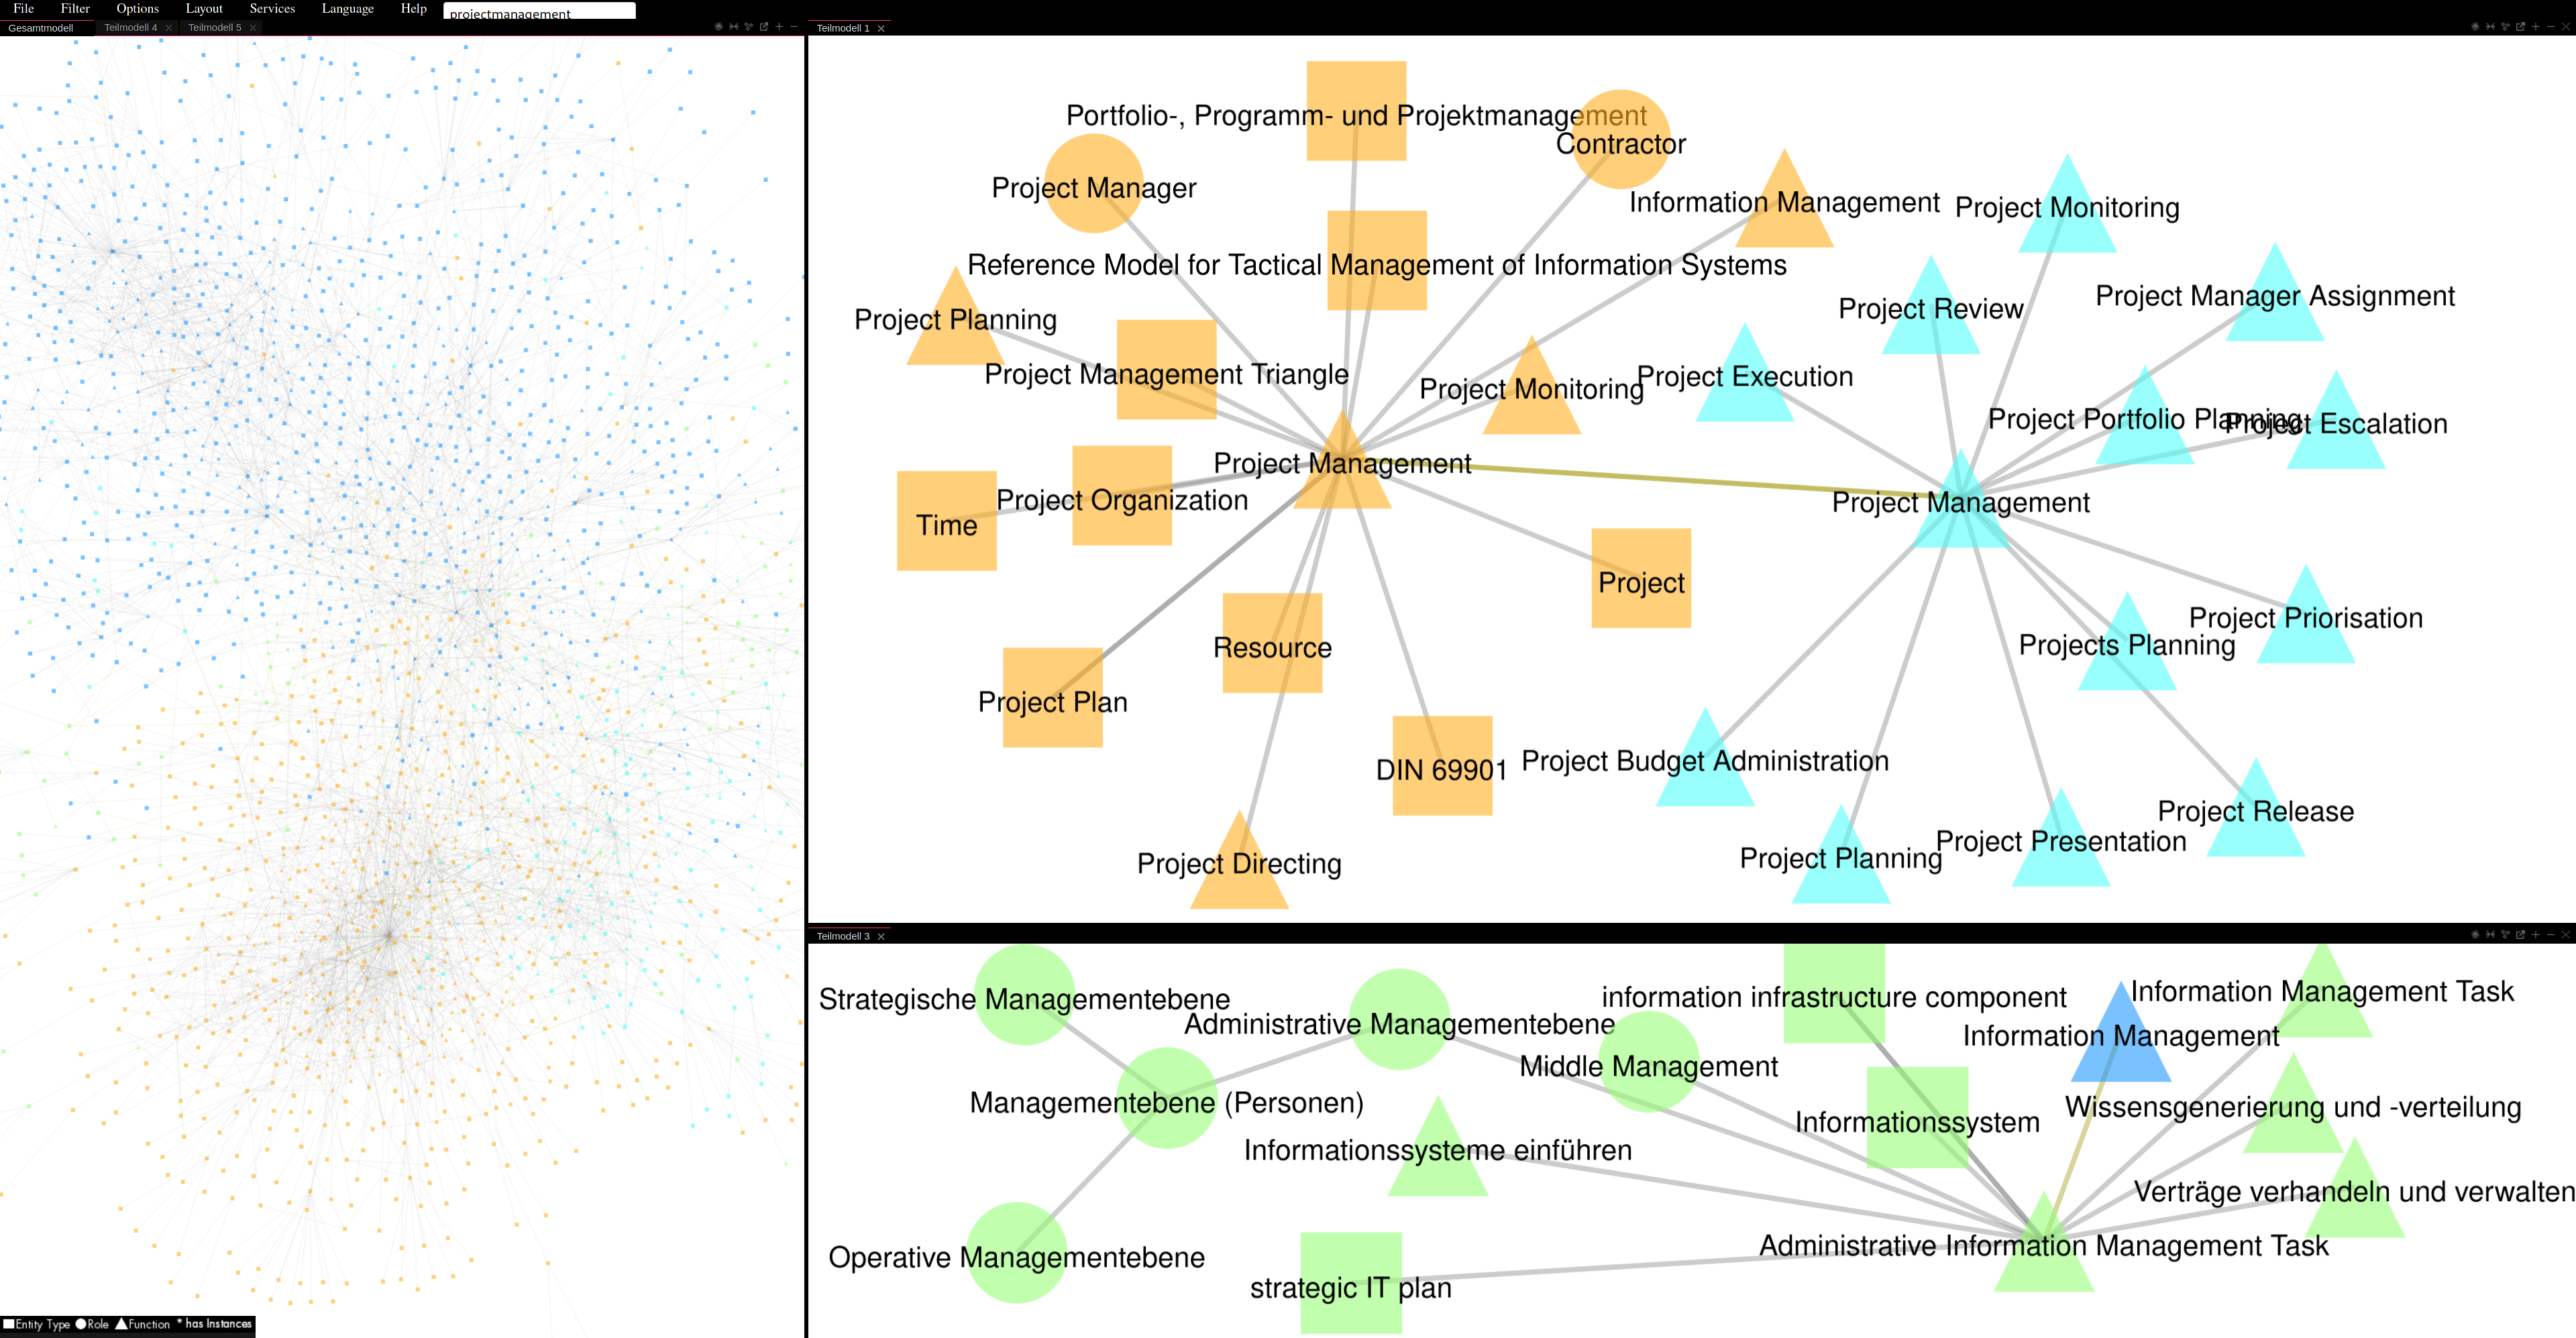 File Filter Options Layout Services Language Help projectmanagement
Gesamtmodell Teilmodell 4 Teilmodell 5
Teilmodell 1
Portfolio-, Programm- und Projektmanagement
Contractor
Project Manager
Information Management
Project Monitoring
Reference Model for Tactical Management of Information Systems
Project Manager Assignment
Project Review
Project Planning
Project Management Triangle
Project Monitoring
Project Execution
Project Portfolio Planning
Project Escalation
Project Management
Project Organization
Time
Project Management
Project
Project Priorisation
Projects Planning
Resource
Project Plan
DIN 69901
Project Budget Administration
Project Release
Project Presentation
Project Planning
Project Directing
Teilmodell 3
Strategische Managementebene
information infrastructure component
Information Management Task
Administrative Managementebene
Information Management
Middle Management
Managementebene (Personen)
Wissensgenerierung und -verteilung
Informationssystem
Informationssysteme einführen
Verträge verhandeln und verwalten
Administrative Information Management Task
Operative Managementebene
strategic IT plan
Entity Type Role Function * has Instances